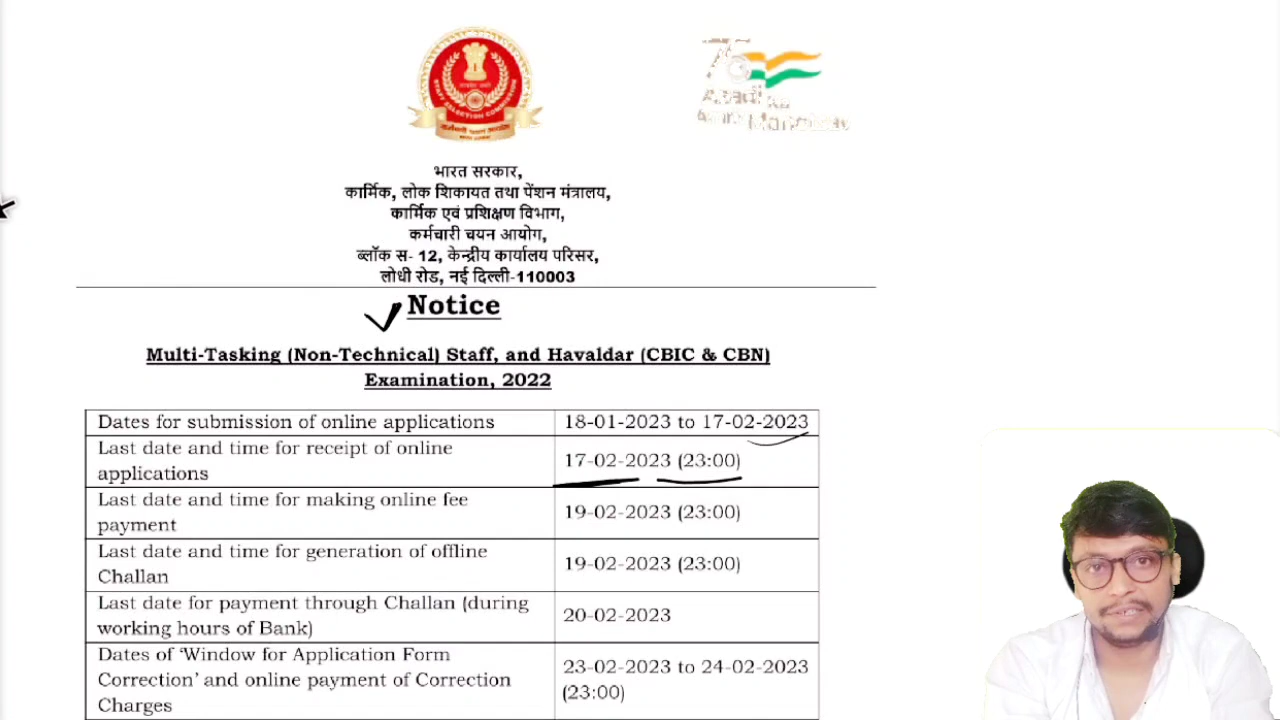 भारत सरकार,
कार्मिक, लोक शिकायत तथा पेंशन मंत्रालय,
कार्मिक एवं प्रशिक्षण विभाग,
कर्मचारी चयन आयोग,
ब्लॉक स- 12, केन्द्रीय कार्यालय परिसर,
लोधी रोड, नई दिल्ली-110003
Notice
Multi-Tasking (Non-Technical) Staff, and Havaldar (CBIC & CBN)
Examination, 2022
Dates for submission of online applications 18-01-2023 to 17-02-2023
Last date and time for receipt of online
applications 17-02-2023 (23:00)
Last date and time for making online fee
payment 19-02-2023 (23:00)
Last date and time for generation of offline
Challan 19-02-2023 (23:00)
Last date for payment through Challan (during
working hours of Bank) 20-02-2023
Dates of ‘Window for Application Form
Correction’ and online payment of Correction
Charges 23-02-2023 to 24-02-2023
(23:00)